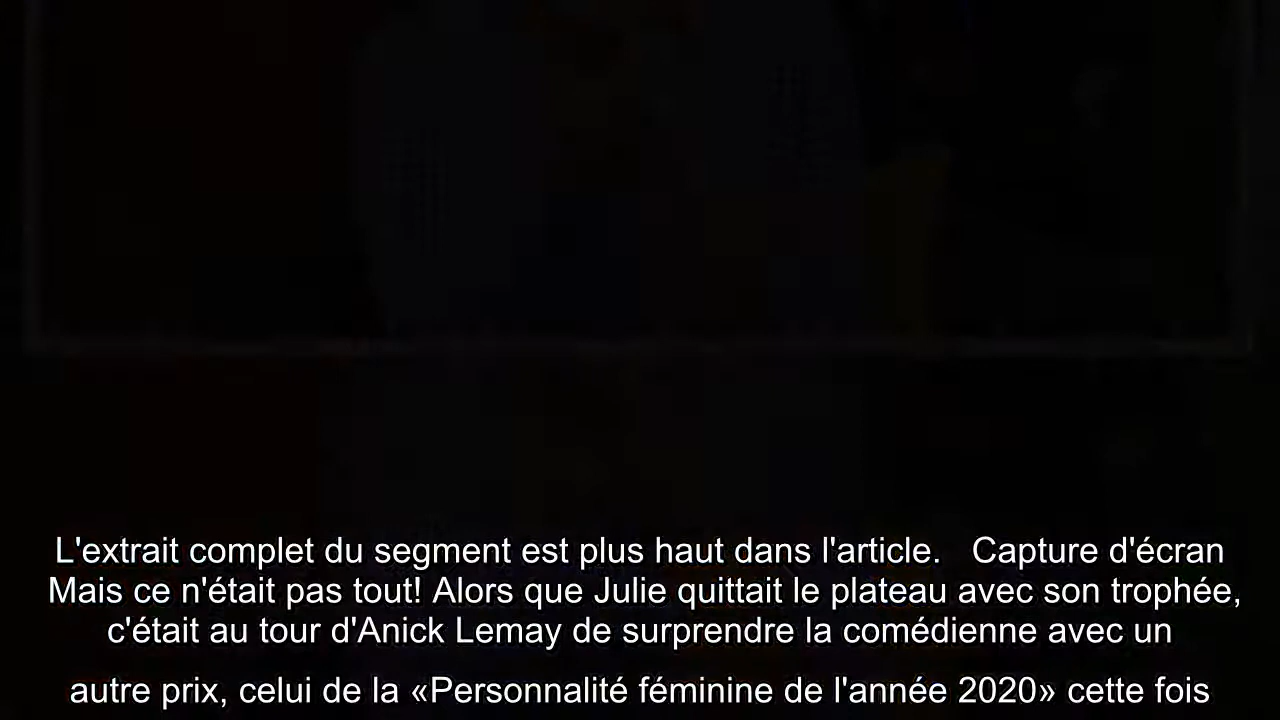 L'extrait complet du segment est plus haut dans l'article.   Capture d'écran
Mais ce n'était pas tout! Alors que Julie quittait le plateau avec son trophée,
c'était au tour d'Anick Lemay de surprendre la comédienne avec un
autre prix, celui de la «Personnalité féminine de l'année 2020» cette fois